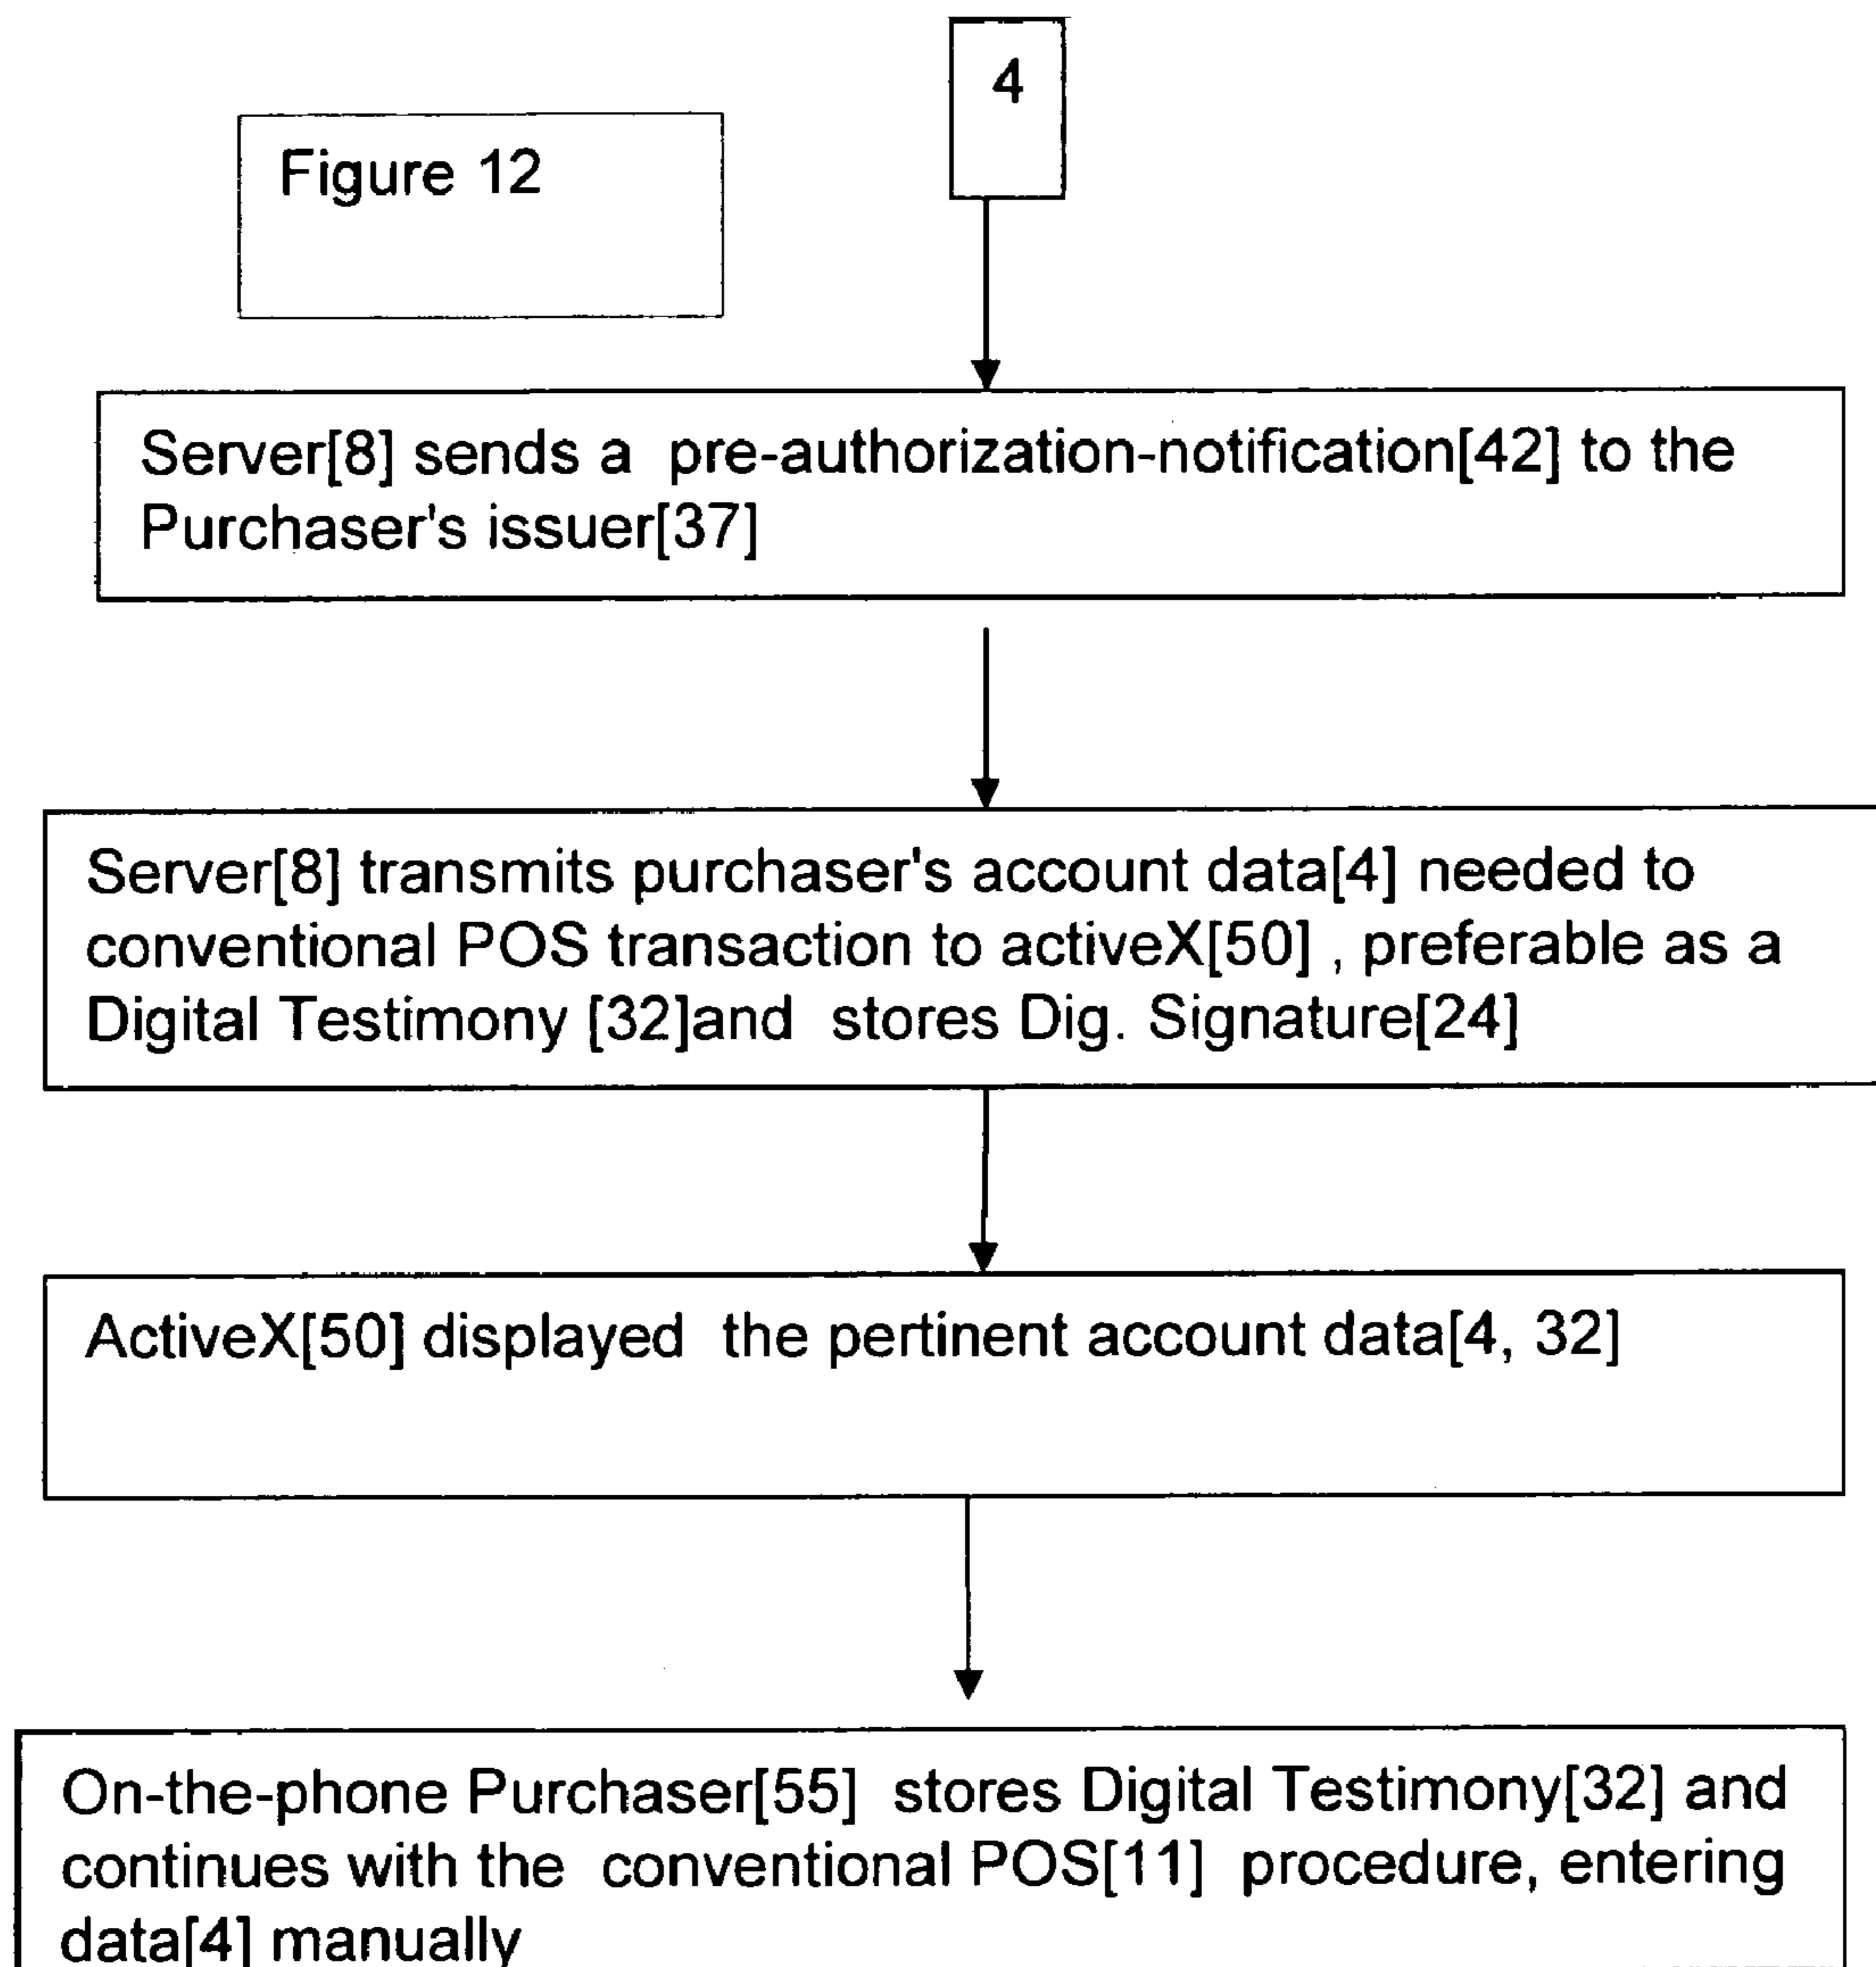 4
Figure 12
Server[8] sends a pre-authorization-notification[42] to the
Purchaser's issuer[37]
Server[8] transmits purchaser's account data[4] needed to
conventional POS transaction to activeX[50] , preferable as a
Digital Testimony [32]and stores Dig. Signature[24]
ActiveX[50] displayed the pertinent account data[4, 32]
On-the-phone Purchaser[55] stores Digital Testimony[32] and
continues with the conventional POS[11] procedure, entering
data[4] manually